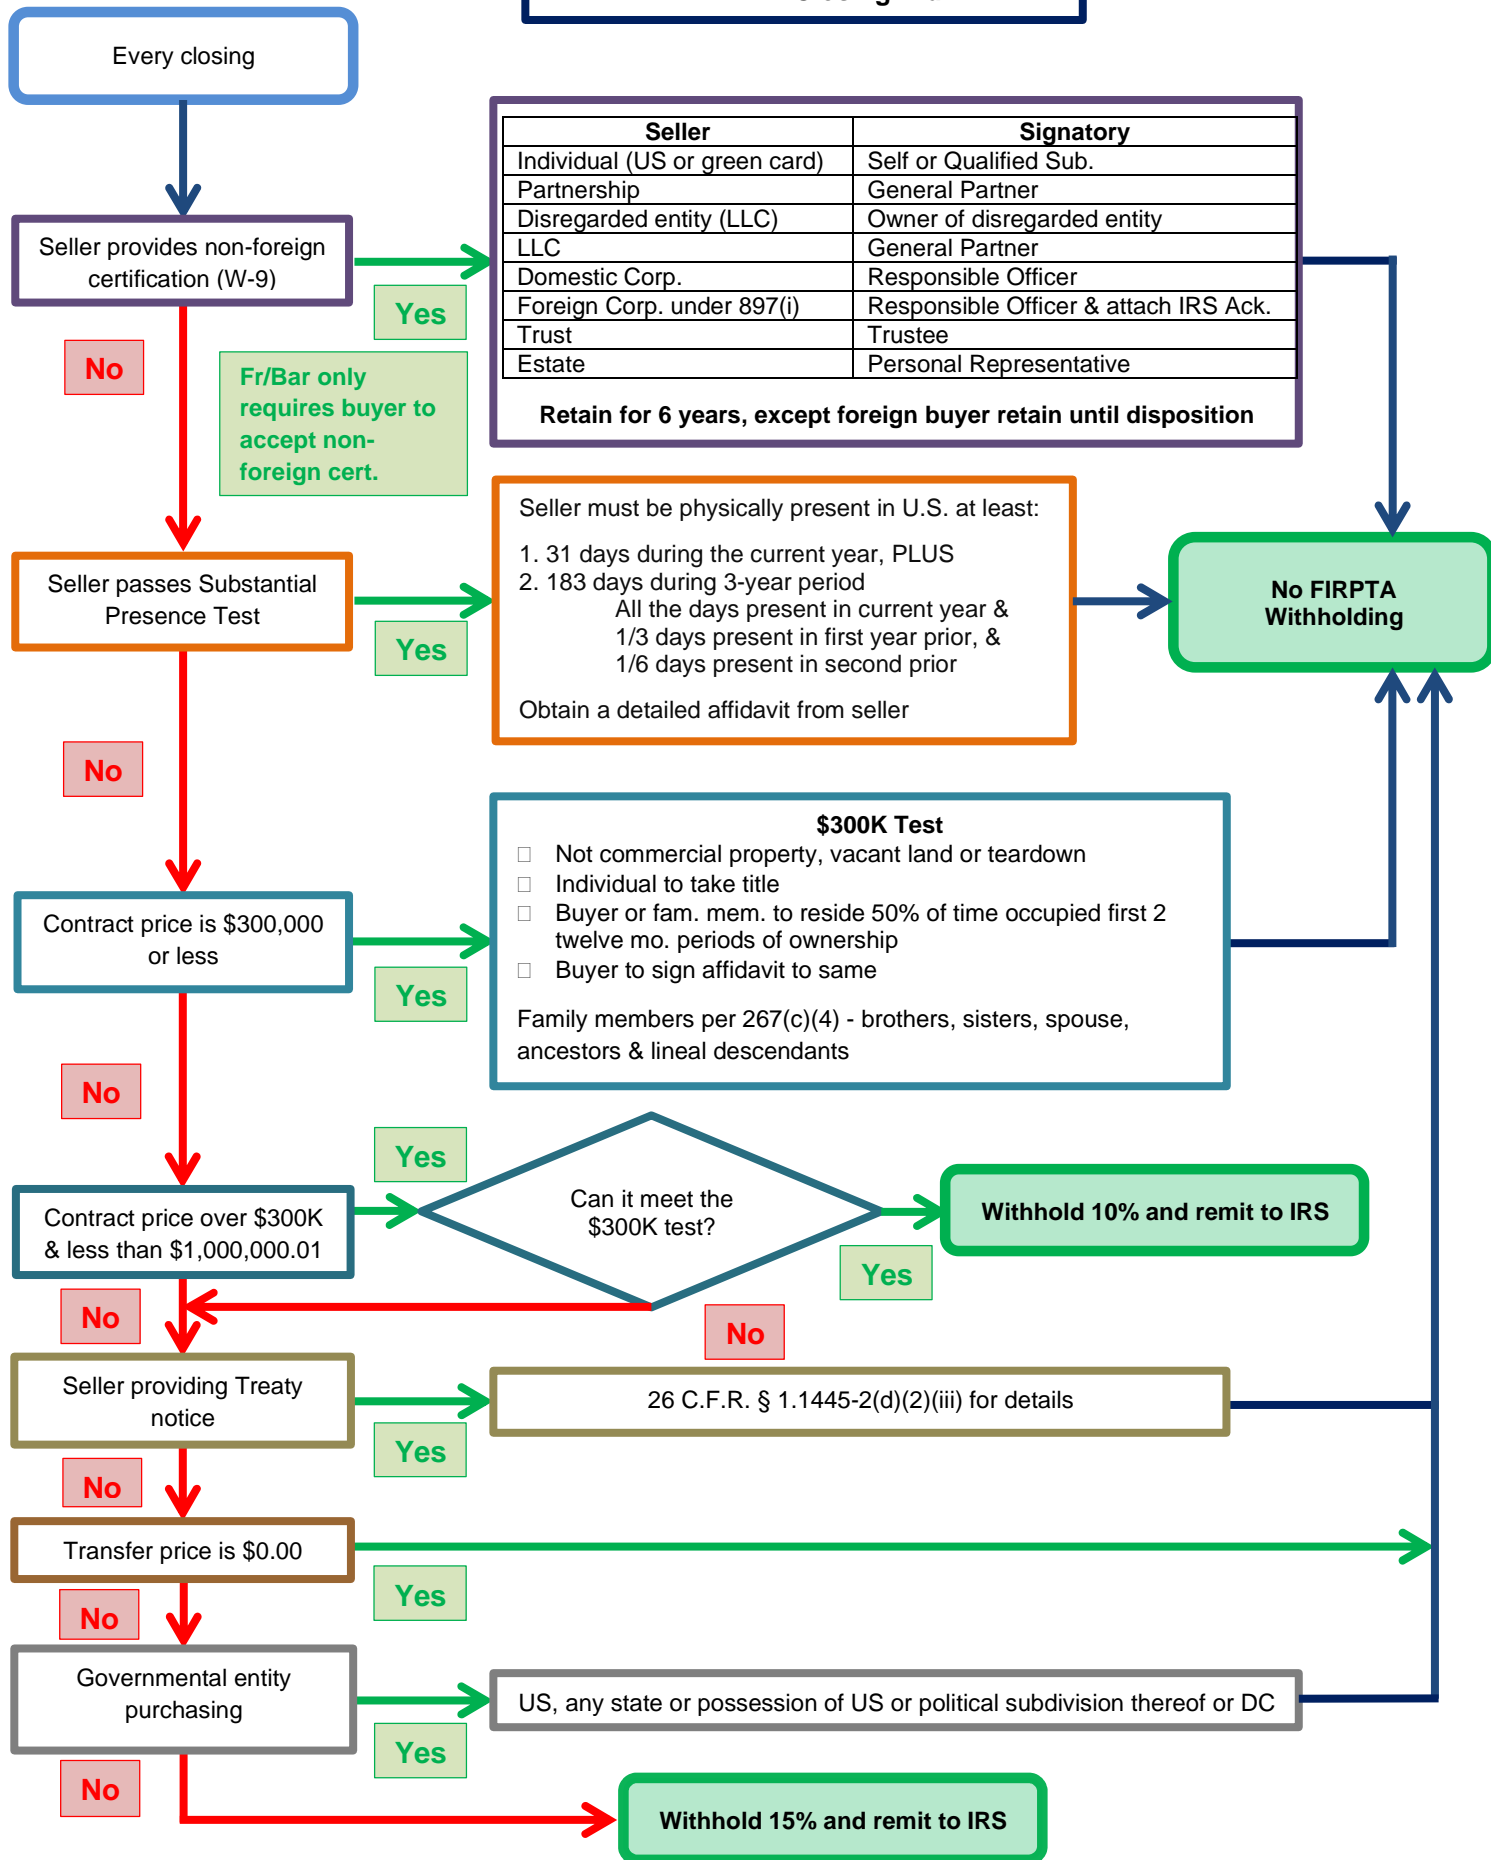 Every closing
Seller Signatory
Individual (US or green card) Self or Qualified Sub.
Partnership General Partner
Disregarded entity (LLC) Owner of disregarded entity
LLC General Partner
Domestic Corp. Responsible Officer
Foreign Corp. under 897(i) Responsible Officer & attach IRS Ack.
Trust Trustee
Estate Personal Representative
Retain for 6 years, except foreign buyer retain until disposition
Seller provides non-foreign
certification (W-9)
Yes
No
Fr/Bar only
requires buyer to
accept non-
foreign cert.
Seller passes Substantial
Presence Test
Yes
Seller must be physically present in U.S. at least:
1. 31 days during the current year, PLUS
2. 183 days during 3-year period
All the days present in current year &
1/3 days present in first year prior, &
1/6 days present in second prior
Obtain a detailed affidavit from seller
No FIRPTA
Withholding
No
Contract price is $300,000
or less
Yes
$300K Test
Not commercial property, vacant land or teardown
Individual to take title
Buyer or fam. mem. to reside 50% of time occupied first 2
twelve mo. periods of ownership
Buyer to sign affidavit to same
Family members per 267(c)(4) - brothers, sisters, spouse,
ancestors & lineal descendants
No
Contract price over $300K
& less than $1,000,000.01
Yes
Can it meet the
$300K test?
Yes
Withhold 10% and remit to IRS
No
No
Seller providing Treaty
notice
Yes
26 C.F.R. § 1.1445-2(d)(2)(iii) for details
No
Transfer price is $0.00
Yes
No
Governmental entity
purchasing
Yes
US, any state or possession of US or political subdivision thereof or DC
No
Withhold 15% and remit to IRS